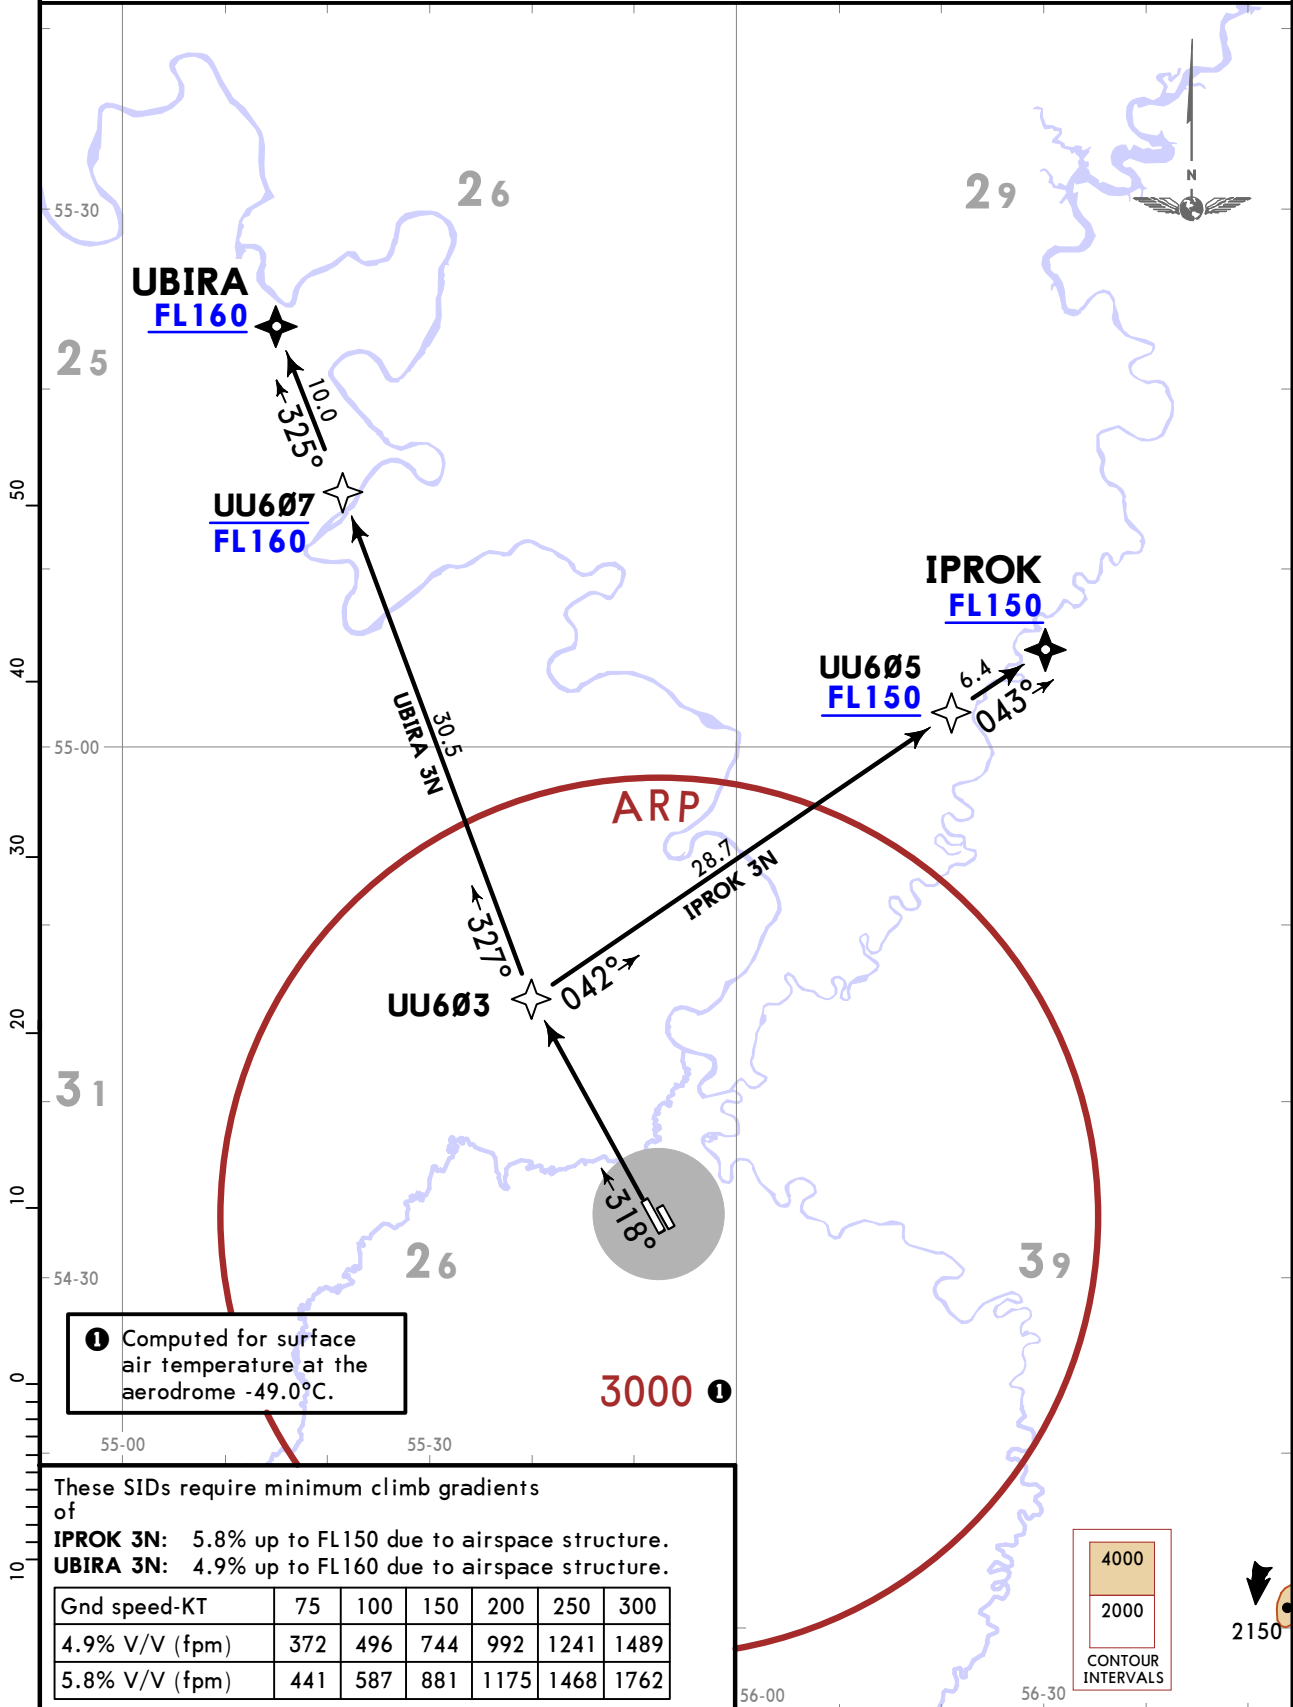 N
26
29
55-30
UBIRA
FL160
25
10.0
325°
50
UU6Ø7
FL160
IPROK
FL150
40
UU6Ø5
FL150
6.4
043°
UBIRA 3N
30.5
55-00
ARP
30
28.7
IPROK 3N
327°
042°
UU6Ø3
20
31
10
318°
26
39
54-30
❶ Computed for surface
air temperature at the
aerodrome -49.0°C.
0
3000 ❶
55-00
55-30
These SIDs require minimum climb gradients
of
IPROK 3N: 5.8% up to FL150 due to airspace structure.
UBIRA 3N: 4.9% up to FL160 due to airspace structure.
10
Gnd speed-KT 75 100 150 200 250 300
4.9% V/V (fpm) 372 496 744 992 1241 1489
5.8% V/V (fpm) 441 587 881 1175 1468 1762
4000
2000
CONTOUR
INTERVALS
2150
56-00
56-30